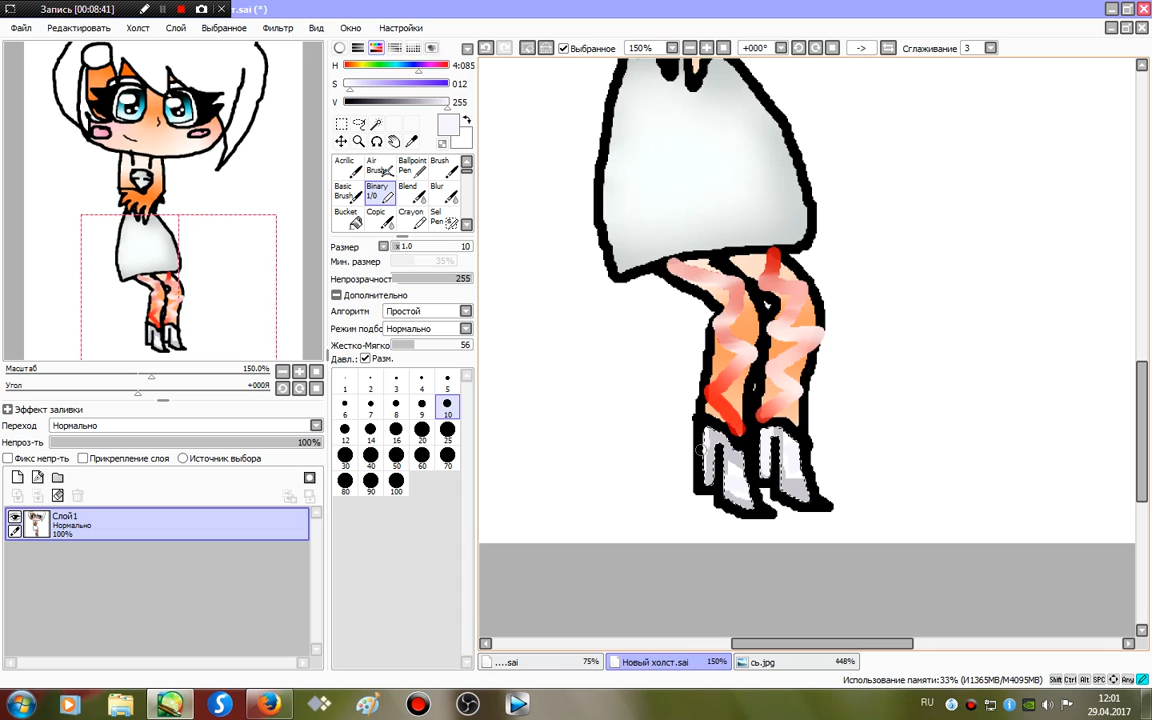 Запись [00:08:41]
т.sai (*)
Файл Редактировать Холст Слой Выбранное Фильтр Вид Окно Настройки
Выбранное 150% +000° -> Сглаживание 3
H 4:085
S 012
V 255
Acrilic Air Brush Ballpoint Pen Brush
Basic Brush Binary 1/0 Blend Blur
Bucket Copic Crayon Sel Pen
Размер x 1.0 10
Мин. размер 35%
Непрозрачност 255
Дополнительно
Алгоритм Простой
Режим подбо Нормально
Жестко-Мягко 56
Давл.: Разм.
1 2 3 4 5
6 7 8 9 10
12 14 16 20 25
30 40 50 60 70
80 90 100
Масштаб 150.0%
Угол +000Я
Эффект заливки
Переход Нормально
Непроз-ть 100%
Фикс непр-ть Прикрепление слоя Источник выбора
Слой1
Нормально
100%
....sai 75% Новый холст.sai 150% сь.jpg 448%
Использование памяти:33% (И1365MB/М4095MB) Shift Ctrl Alt SPC Any
RU 12:01
29.04.2017